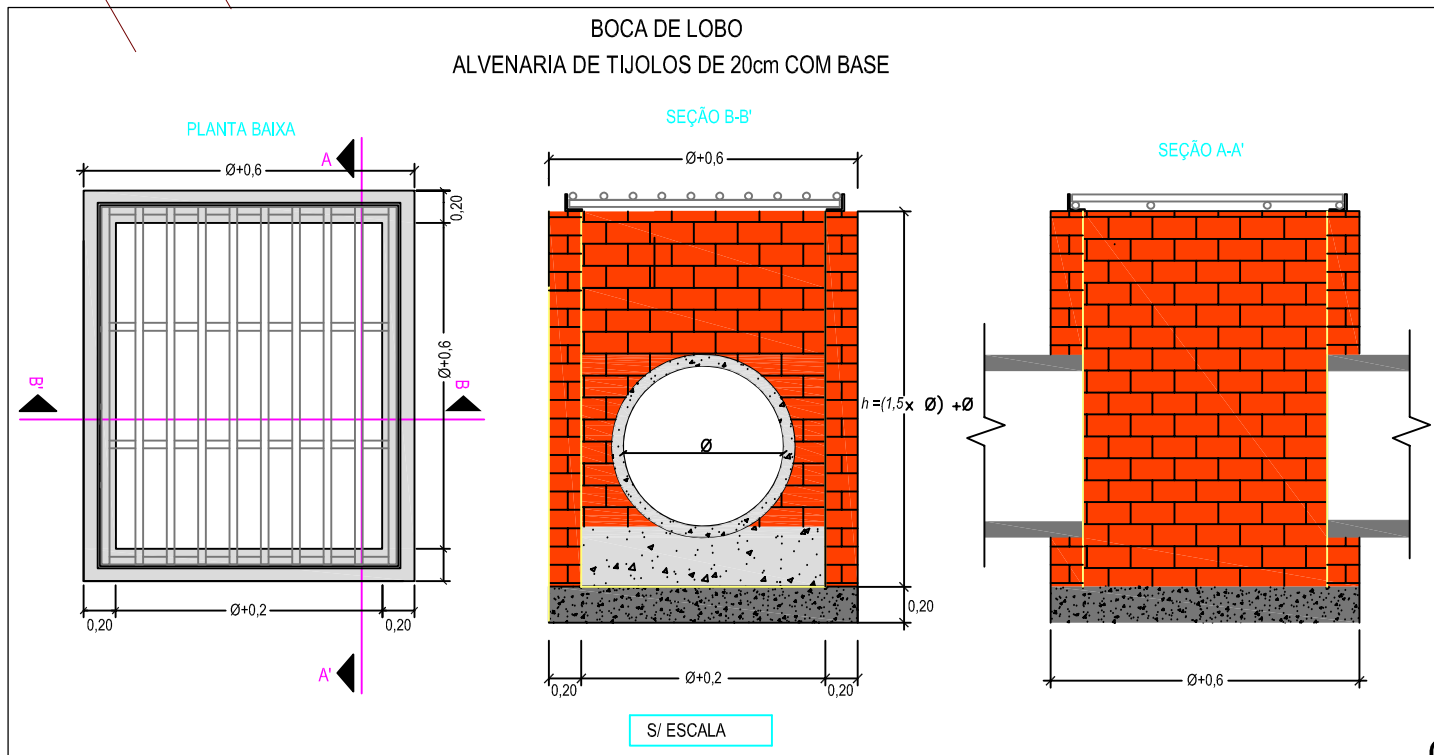 BOCA DE LOBO
ALVENARIA DE TIJOLOS DE 20cm COM BASE
PLANTA BAIXA
SEÇÃO B-B'
SEÇÃO A-A'
A
Ø+0,6
0,20
Ø+0,6
B'
B
Ø+0,2
0,20
0,20
A'
Ø+0,6
h =(1,5x Ø) +Ø
Ø
0,20
0,20
Ø+0,2
0,20
Ø+0,6
S/ ESCALA